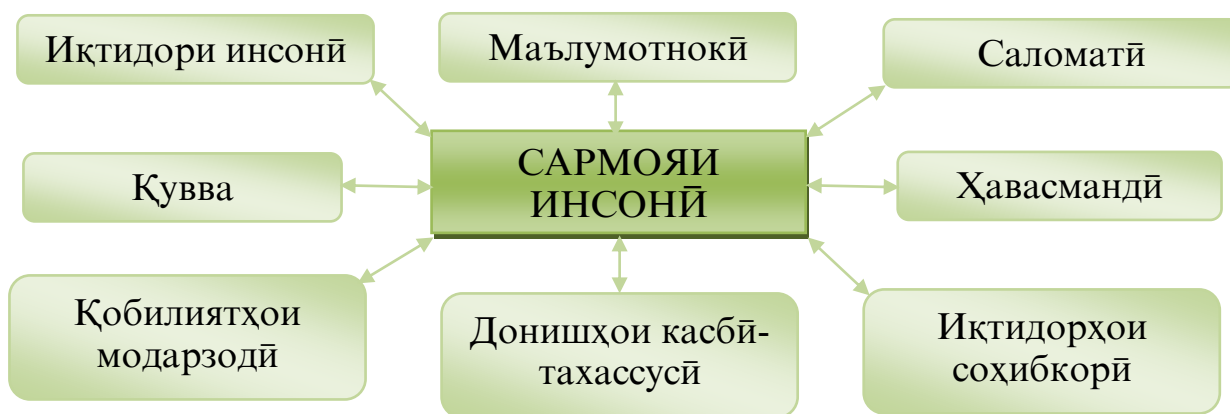 Иқтидори инсонӣ
Маълумотнокӣ
Саломатӣ
САРМОЯИ
ИНСОНӢ
Қувва
Ҳавасмандӣ
Қобилиятҳои
модарзодӣ
Донишҳои касбӣ-
тахассусӣ
Иқтидорҳои
соҳибкорӣ